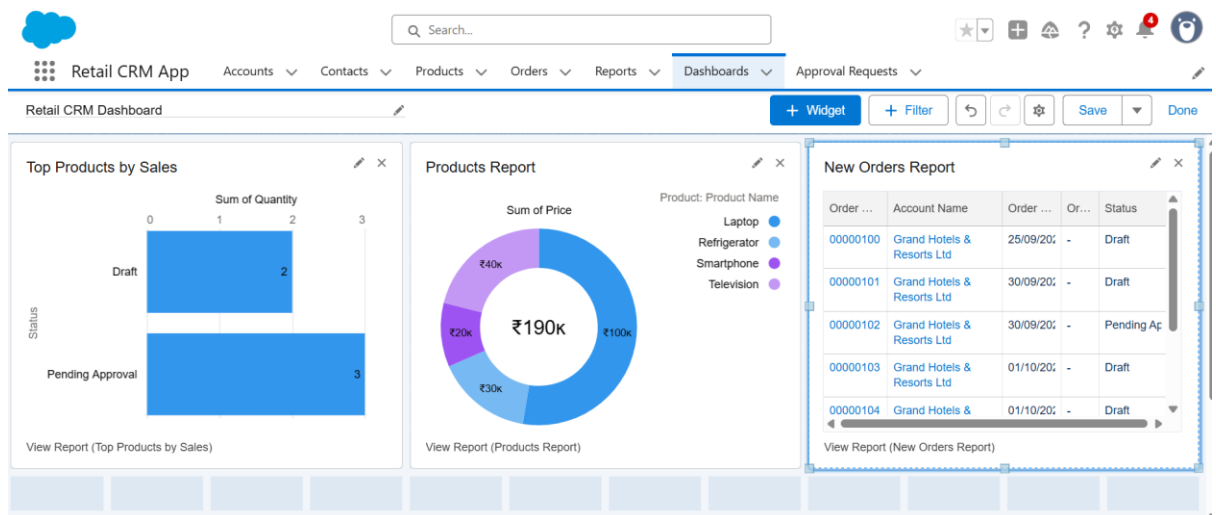 Search...
4
Retail CRM App Accounts Contacts Products Orders Reports Dashboards Approval Requests
Retail CRM Dashboard
+ Widget + Filter Save Done
Top Products by Sales
Sum of Quantity
0 1 2 3
Status
Draft 2
Pending Approval 3
View Report (Top Products by Sales)
Products Report
Sum of Price
Product: Product Name
Laptop
Refrigerator
Smartphone
Television
₹40K
₹20K
₹190K
₹100K
₹30K
View Report (Products Report)
New Orders Report
Order ... Account Name Order ... Or... Status
00000100 Grand Hotels & 25/09/202 - Draft
Resorts Ltd
00000101 Grand Hotels & 30/09/202 - Draft
Resorts Ltd
00000102 Grand Hotels & 30/09/202 - Pending Ap
Resorts Ltd
00000103 Grand Hotels & 01/10/202 - Draft
Resorts Ltd
00000104 Grand Hotels & 01/10/202 - Draft
View Report (New Orders Report)